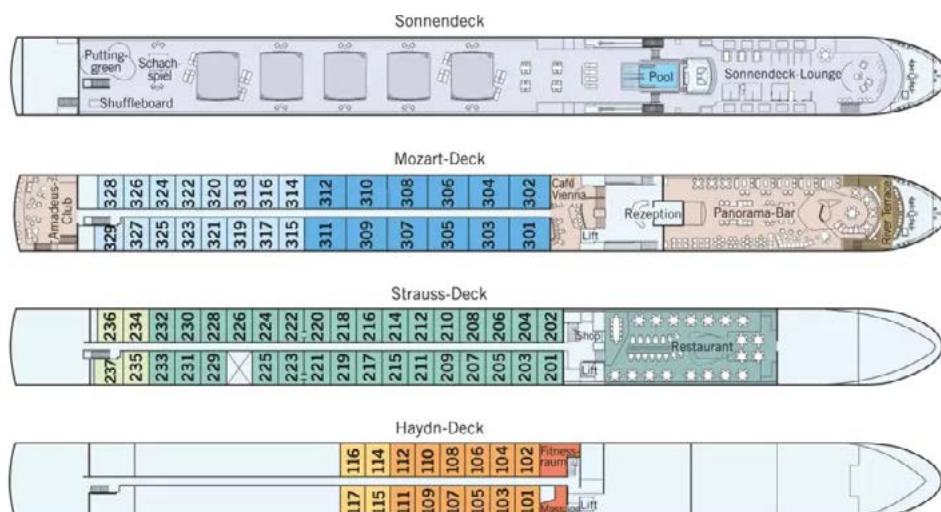 Sonnendeck
Putting-
green
Schach-
spiel
Shuffleboard
Pool
Sonnendeck-Lounge
Mozart-Deck
Amadeus-
Club
328 326 324 322 320 318 316 314 312 310 308 306 304 302
329 327 325 323 321 319 317 315 311 309 307 305 303 301
Café
Vienna
Lift
Rezeption
Panorama-Bar
River Terrace
Strauss-Deck
236 234 232 230 228 226 224 222 220 218 216 214 212 210 208 206 204 202
237 235 233 231 229 225 223 221 219 217 215 211 209 207 205 203 201
Shop
Lift
Restaurant
Haydn-Deck
116 114 112 110 108 106 104 102
117 115 111 109 107 105 103 101
Fitness-
raum
Massage
Lift